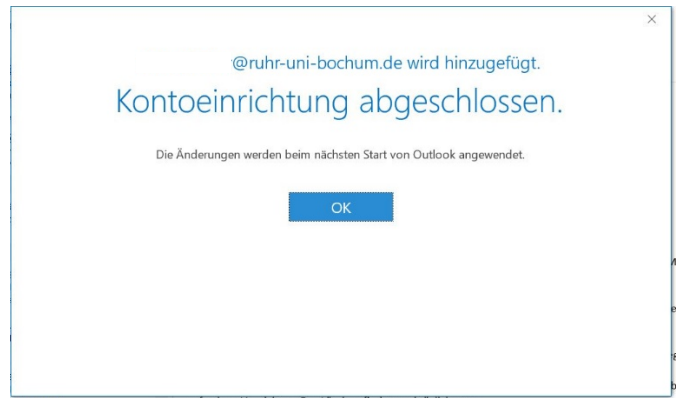 @ruhr-uni-bochum.de wird hinzugefügt.
Kontoeinrichtung abgeschlossen.
Die Änderungen werden beim nächsten Start von Outlook angewendet.
OK